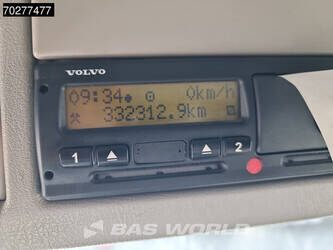 70277477
VOLVO
09:34 0km/h
332312.9km
1 2
BAS WORLD